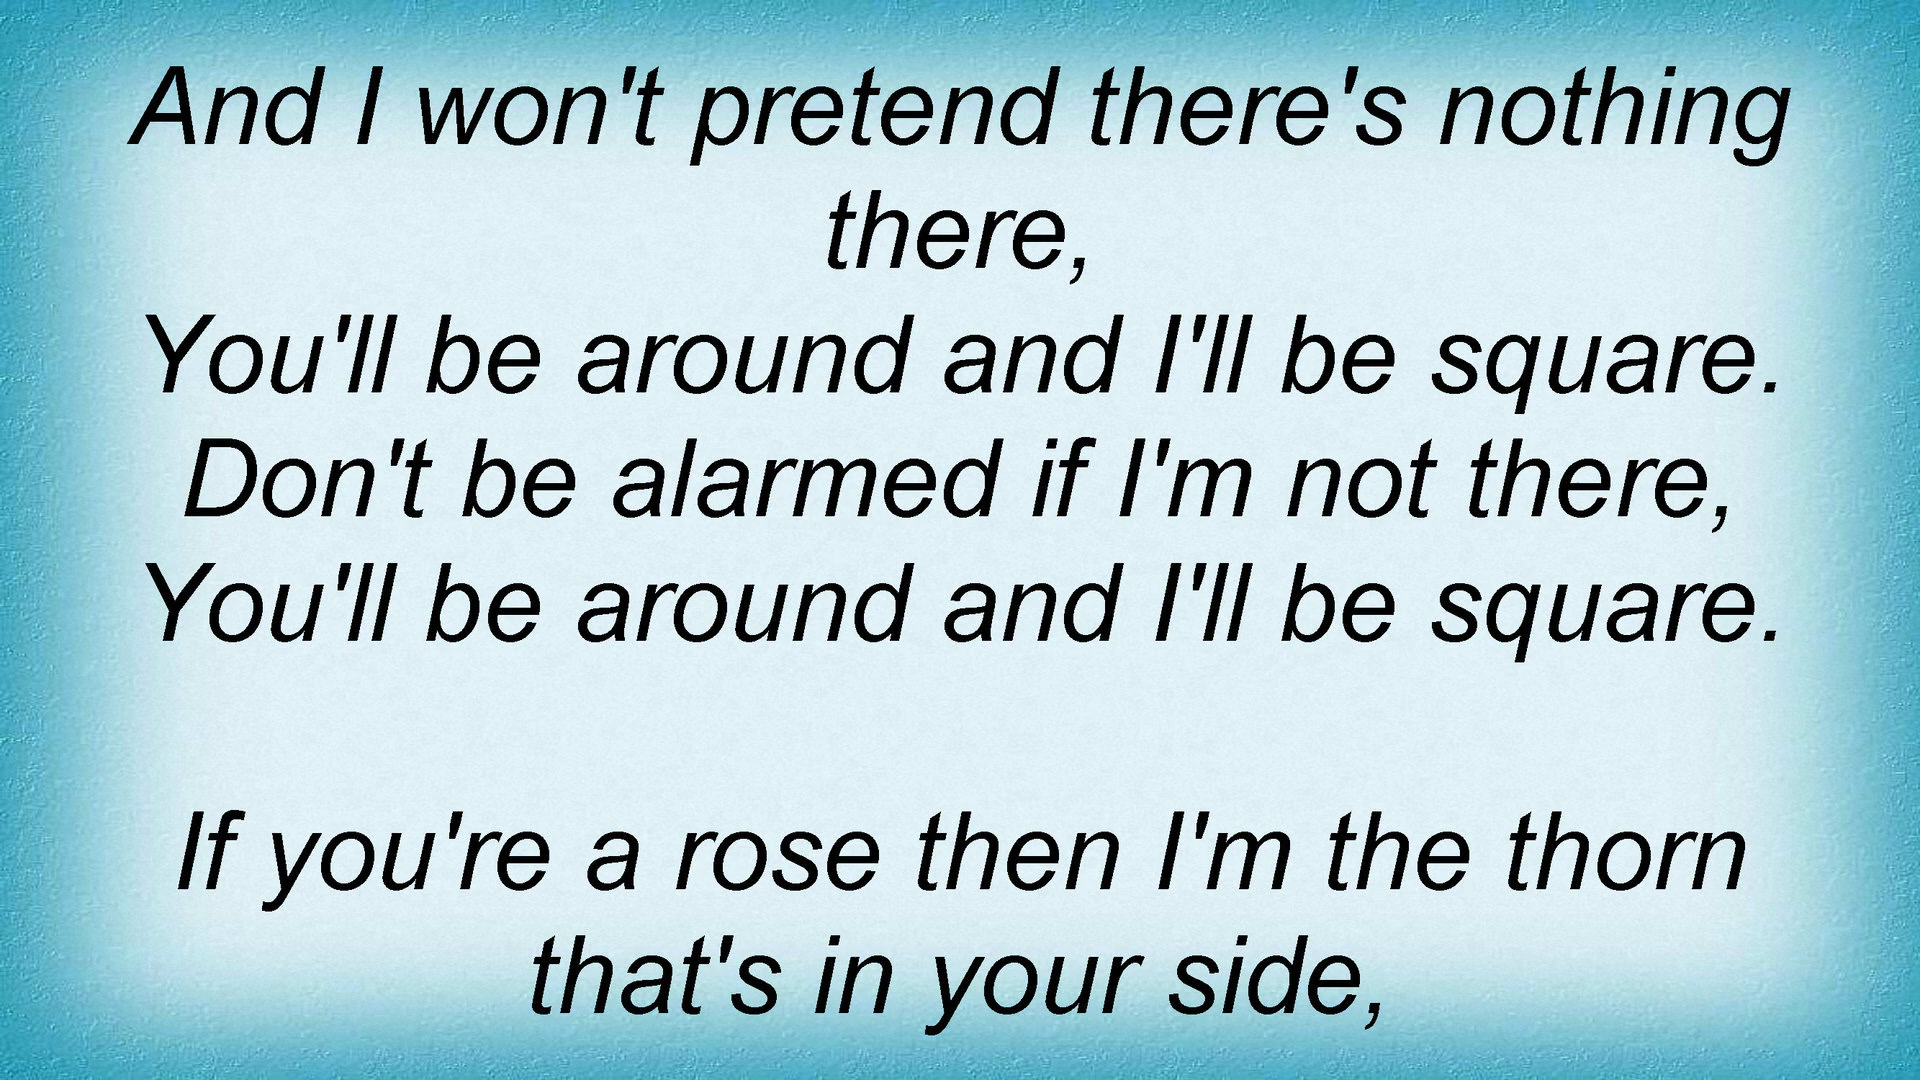 And I won't pretend there's nothing
there,
You'll be around and I'll be square.
Don't be alarmed if I'm not there,
You'll be around and I'll be square.
If you're a rose then I'm the thorn
that's in your side,